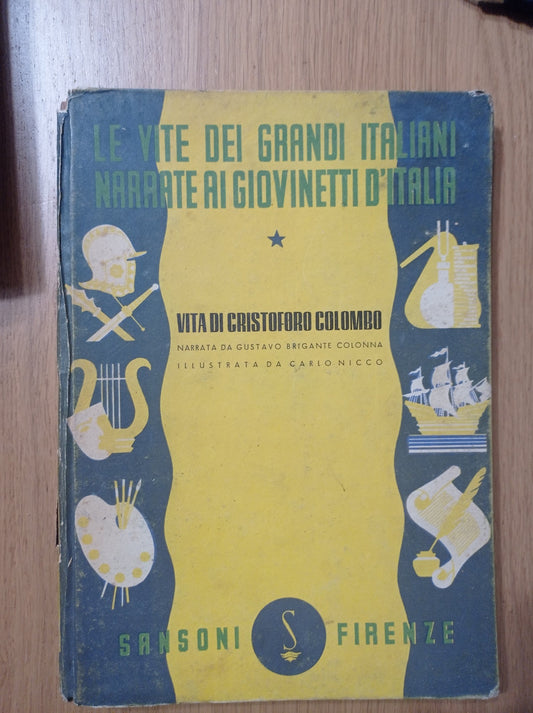 LE VITE DEI GRANDI ITALIANI
NARRATE AI GIOVINETTI D'ITALIA
VITA DI CRISTOFORO COLOMBO
NARRATA DA GUSTAVO BRIGANTE COLONNA
ILLUSTRATA DA CARLO NICCO
SANSONI S FIRENZE